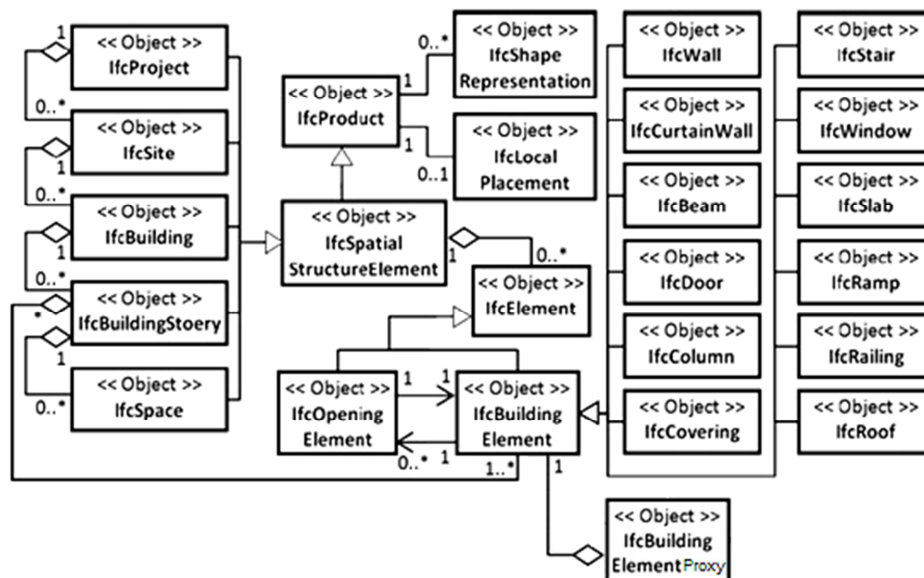 1
<< Object >>
IfcProject
0..*
<< Object >>
IfcSite
1
0..*
<< Object >>
IfcBuilding
1
0..*
<< Object >>
IfcBuildingStoery
*
1
0..*
<< Object >>
IfcSpace
<< Object >>
IfcProduct
1
0..*
1
0..1
<< Object >>
IfcShape
Representation
<< Object >>
IfcLocal
Placement
<< Object >>
IfcSpatial
StructureElement
1
0..*
<< Object >>
IfcElement
<< Object >>
IfcOpening
Element
1
1
0..*
1
<< Object >>
IfcBuilding
Element
1..*
1
<< Object >>
IfcWall
<< Object >>
IfcCurtainWall
<< Object >>
IfcBeam
<< Object >>
IfcDoor
<< Object >>
IfcColumn
<< Object >>
IfcCovering
<< Object >>
IfcStair
<< Object >>
IfcWindow
<< Object >>
IfcSlab
<< Object >>
IfcRamp
<< Object >>
IfcRailing
<< Object >>
IfcRoof
<< Object >>
IfcBuilding
ElementProxy